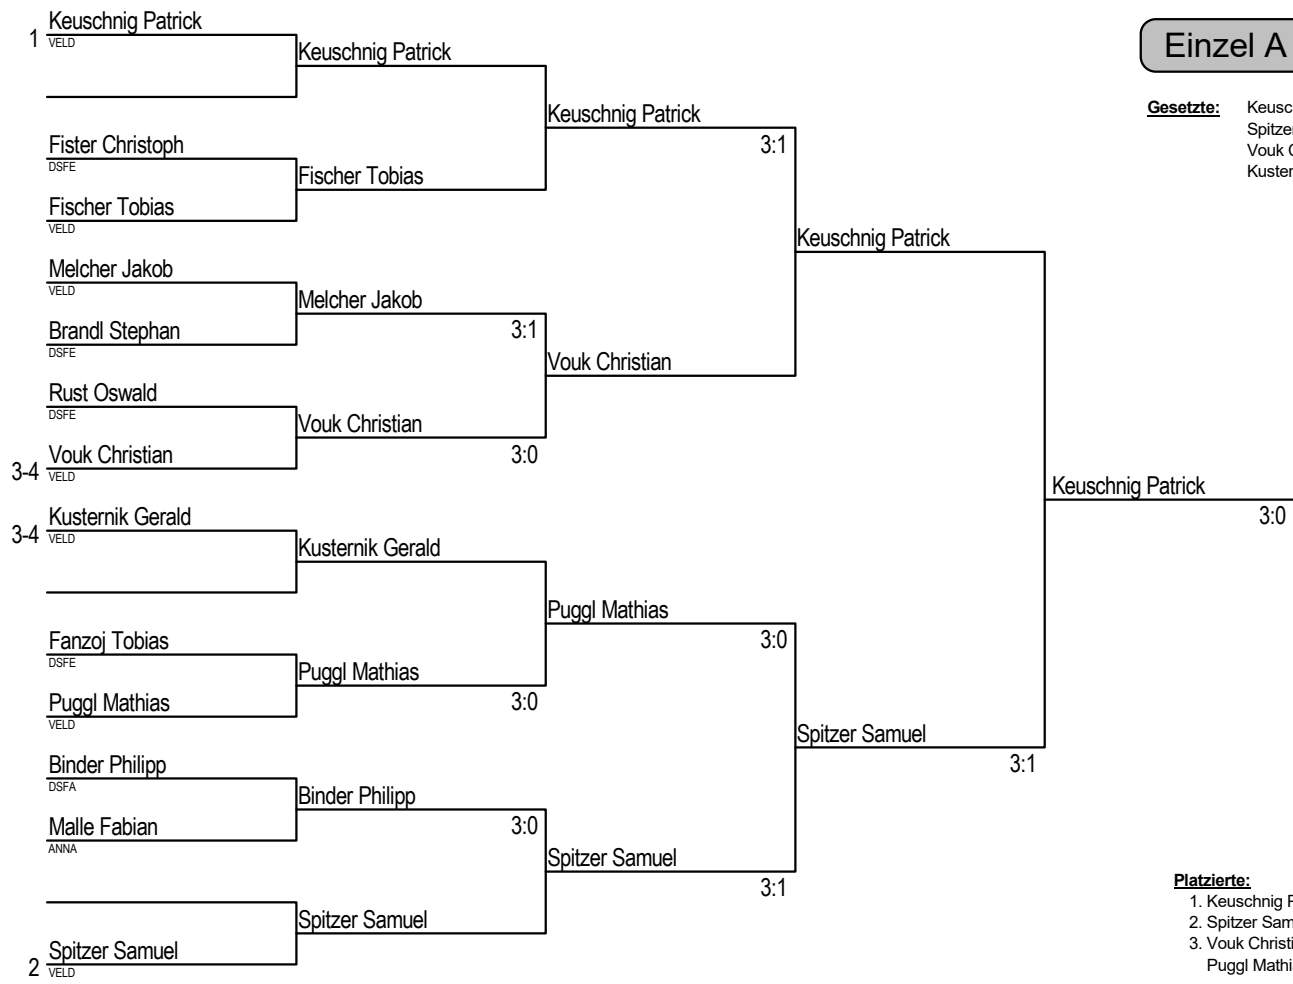 Keuschnig Patrick
1 VELD
Keuschnig Patrick
Keuschnig Patrick
3:1
Fister Christoph
DSFE
Fischer Tobias
Fischer Tobias
VELD
Keuschnig Patrick
Melcher Jakob
VELD
Melcher Jakob
3:1
Brandl Stephan
DSFE
Vouk Christian
Rust Oswald
DSFE
Vouk Christian
3:0
Vouk Christian
3-4 VELD
Keuschnig Patrick
3:0
Kusternik Gerald
3-4 VELD
Kusternik Gerald
Puggl Mathias
3:0
Fanzoj Tobias
DSFE
Puggl Mathias
3:0
Puggl Mathias
VELD
Spitzer Samuel
3:1
Binder Philipp
DSFA
Binder Philipp
3:0
Malle Fabian
ANNA
Spitzer Samuel
3:1
Spitzer Samuel
Spitzer Samuel
2 VELD
Einzel A
Gesetzte: Keusc
Spitze
Vouk
Kuster
Platzierte:
1. Keuschnig
2. Spitzer Sam
3. Vouk Christi
Puggl Mathi